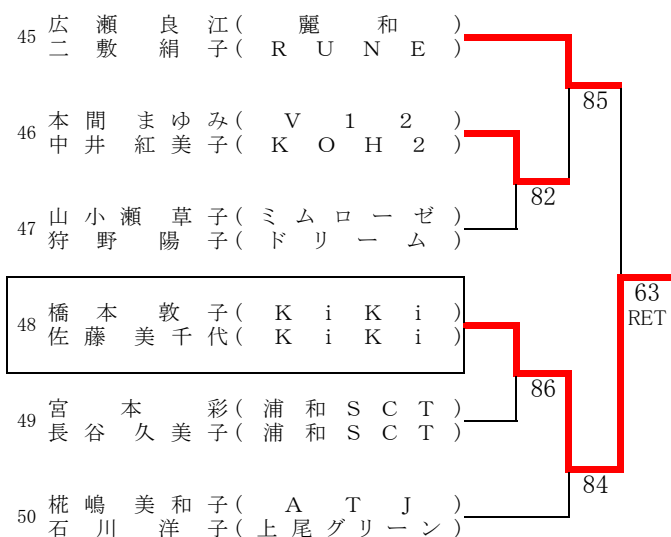 45 広瀬良江(麗和)
二敷絹子(RUNE)
85
46 本間まゆみ(V12)
中井紅美子(KOH2)
82
47 山小瀬草子(ミムローゼ)
狩野陽子(ドリーム)
63
RET
48 橋本敦子(KiKi)
佐藤美千代(KiKi)
86
49 宮本彩(浦和SCT)
長谷久美子(浦和SCT)
84
50 椛嶋美和子(ATJ)
石川洋子(上尾グリーン)